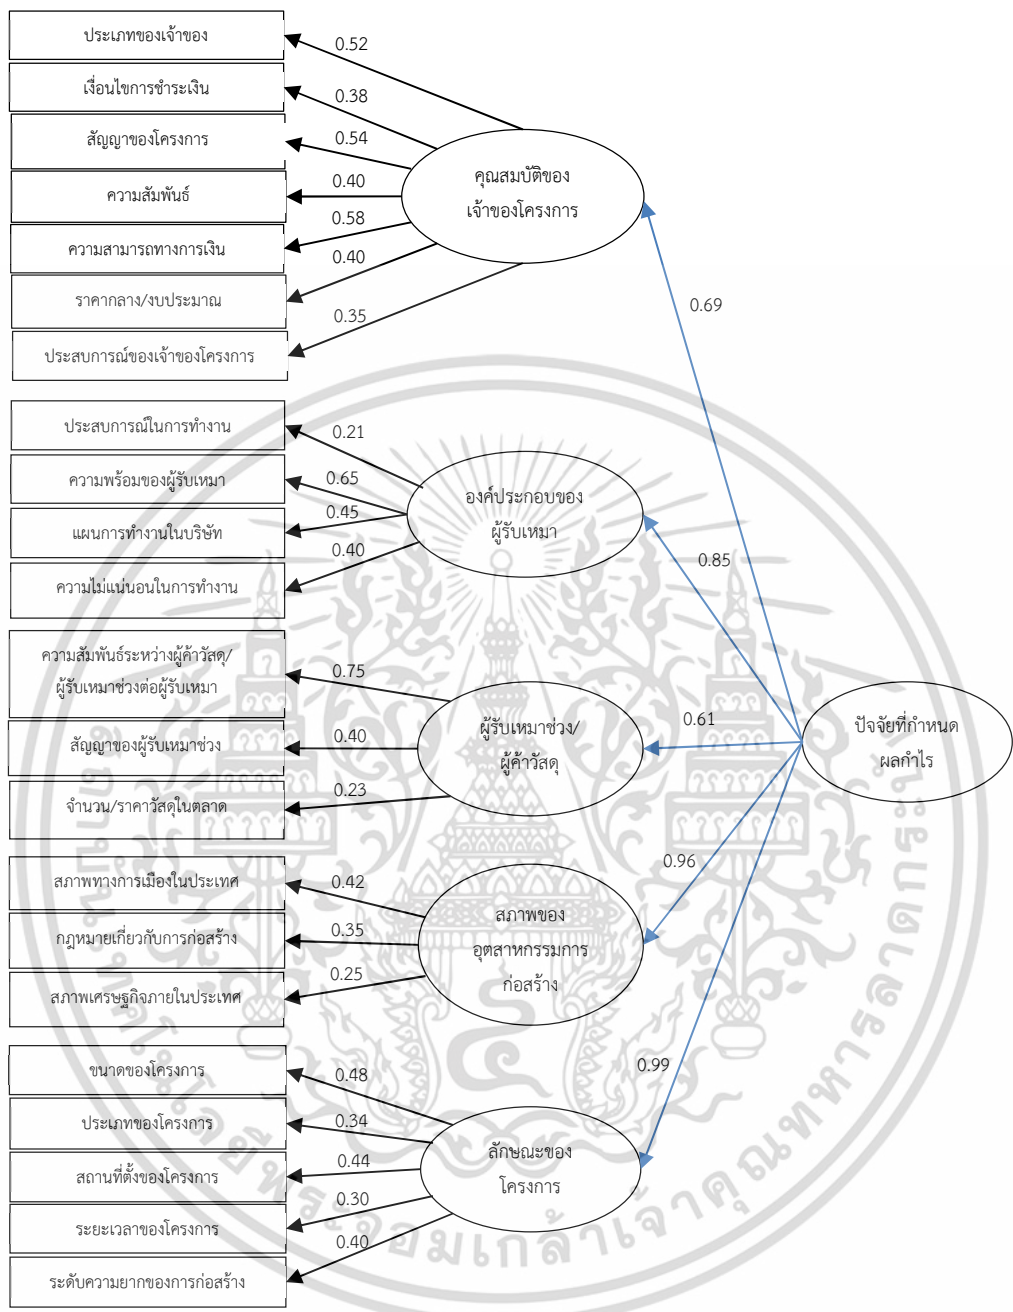 ประเภทของเจ้าของ
0.52
เงื่อนไขการชำระเงิน
0.38
สัญญาของโครงการ
0.54
ความสัมพันธ์
0.40
ความสามารถทางการเงิน
0.58
ราคากลาง/งบประมาณ
0.40
ประสบการณ์ของเจ้าของโครงการ
0.35
คุณสมบัติของ
เจ้าของโครงการ
0.69
ประสบการณ์ในการทำงาน
0.21
ความพร้อมของผู้รับเหมา
0.65
แผนการทำงานในบริษัท
0.45
ความไม่แน่นอนในการทำงาน
0.40
องค์ประกอบของ
ผู้รับเหมา
0.85
ความสัมพันธ์ระหว่างผู้ค้าวัสดุ/
ผู้รับเหมาช่วงต่อผู้รับเหมา
0.75
สัญญาของผู้รับเหมาช่วง
0.40
จำนวน/ราคาวัสดุในตลาด
0.23
ผู้รับเหมาช่วง/
ผู้ค้าวัสดุ
0.61
ปัจจัยที่กำหนด
ผลกำไร
สภาพทางการเมืองในประเทศ
0.42
กฎหมายเกี่ยวกับการก่อสร้าง
0.35
สภาพเศรษฐกิจภายในประเทศ
0.25
สภาพของ
อุตสาหกรรมการ
ก่อสร้าง
0.96
ขนาดของโครงการ
0.48
ประเภทของโครงการ
0.34
สถานที่ตั้งของโครงการ
0.44
ระยะเวลาของโครงการ
0.30
ระดับความยากของการก่อสร้าง
0.40
ลักษณะของ
โครงการ
0.99